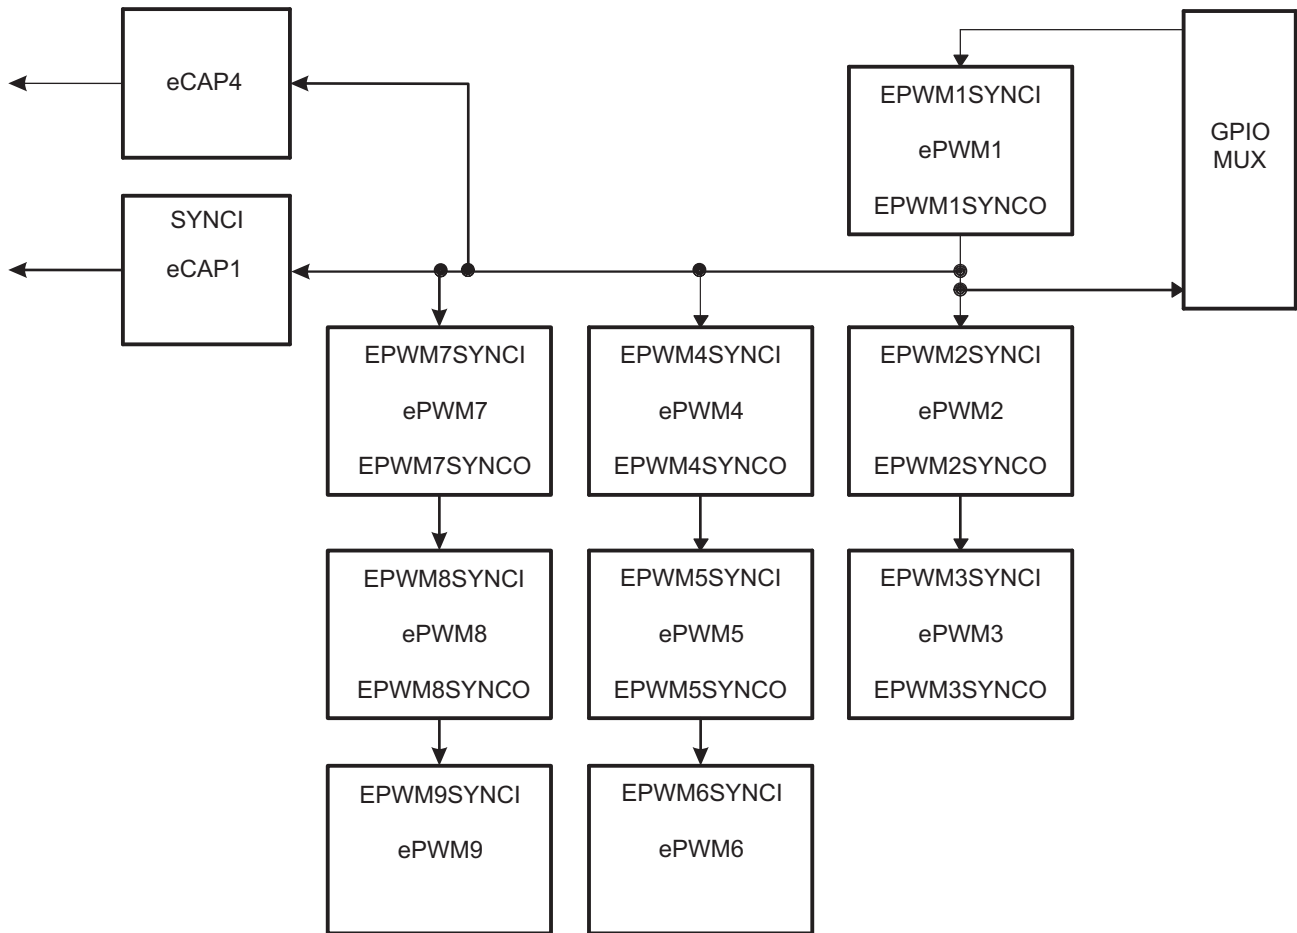 eCAP4
SYNCI
eCAP1
EPWM1SYNCI
ePWM1
EPWM1SYNCO
GPIO
MUX
EPWM7SYNCI
ePWM7
EPWM7SYNCO
EPWM4SYNCI
ePWM4
EPWM4SYNCO
EPWM2SYNCI
ePWM2
EPWM2SYNCO
EPWM8SYNCI
ePWM8
EPWM8SYNCO
EPWM5SYNCI
ePWM5
EPWM5SYNCO
EPWM3SYNCI
ePWM3
EPWM3SYNCO
EPWM9SYNCI
ePWM9
EPWM6SYNCI
ePWM6